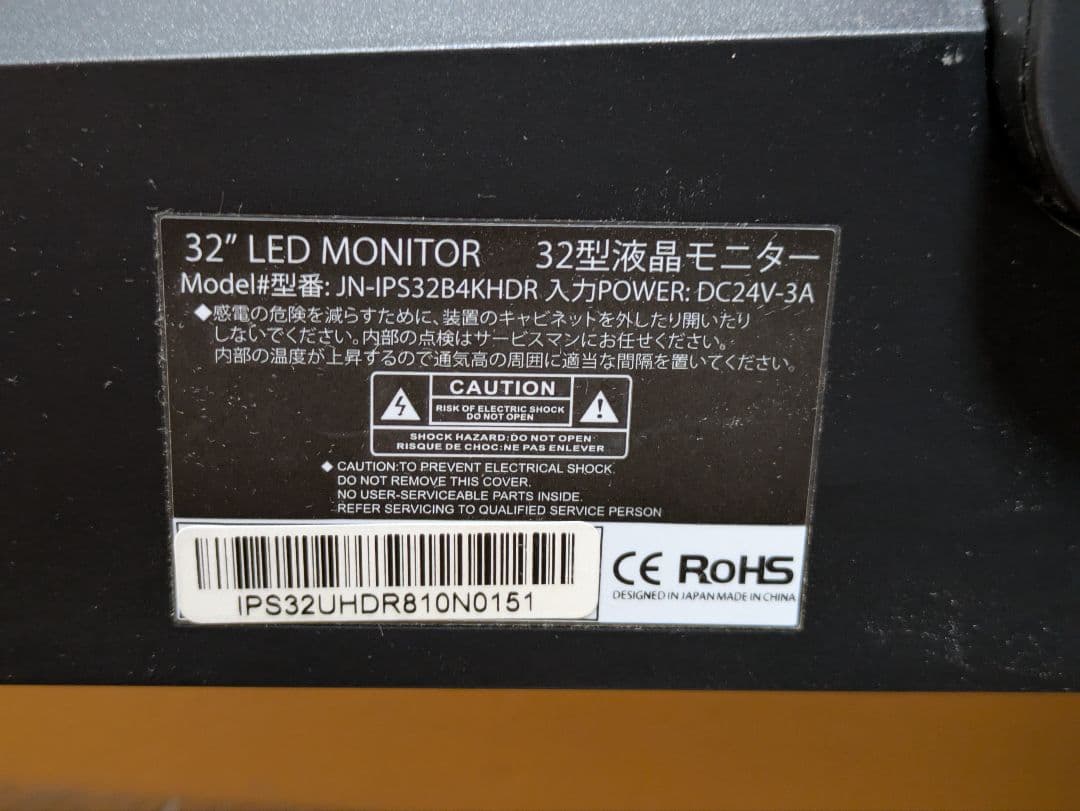 32" LED MONITOR 32型液晶モニター
Model#型番: JN-IPS32B4KHDR 入力POWER: DC24V-3A
◆感電の危険を減らすために、装置のキャビネットを外したり開いたり
しないでください。内部の点検はサービスマンにお任せください。
内部の温度が上昇するので通気高の周囲に適当な間隔を置いてください。
CAUTION
RISK OF ELECTRIC SHOCK
DO NOT OPEN
SHOCK HAZARD:DO NOT OPEN
RISQUE DE CHOC:NE PAS ENLEVER
◆ CAUTION:TO PREVENT ELECTRICAL SHOCK.
DO NOT REMOVE THIS COVER.
NO USER-SERVICEABLE PARTS INSIDE.
REFER SERVICING TO QUALIFIED SERVICE PERSON
IPS32UHDR810N0151
CE RoHS
DESIGNED IN JAPAN MADE IN CHINA